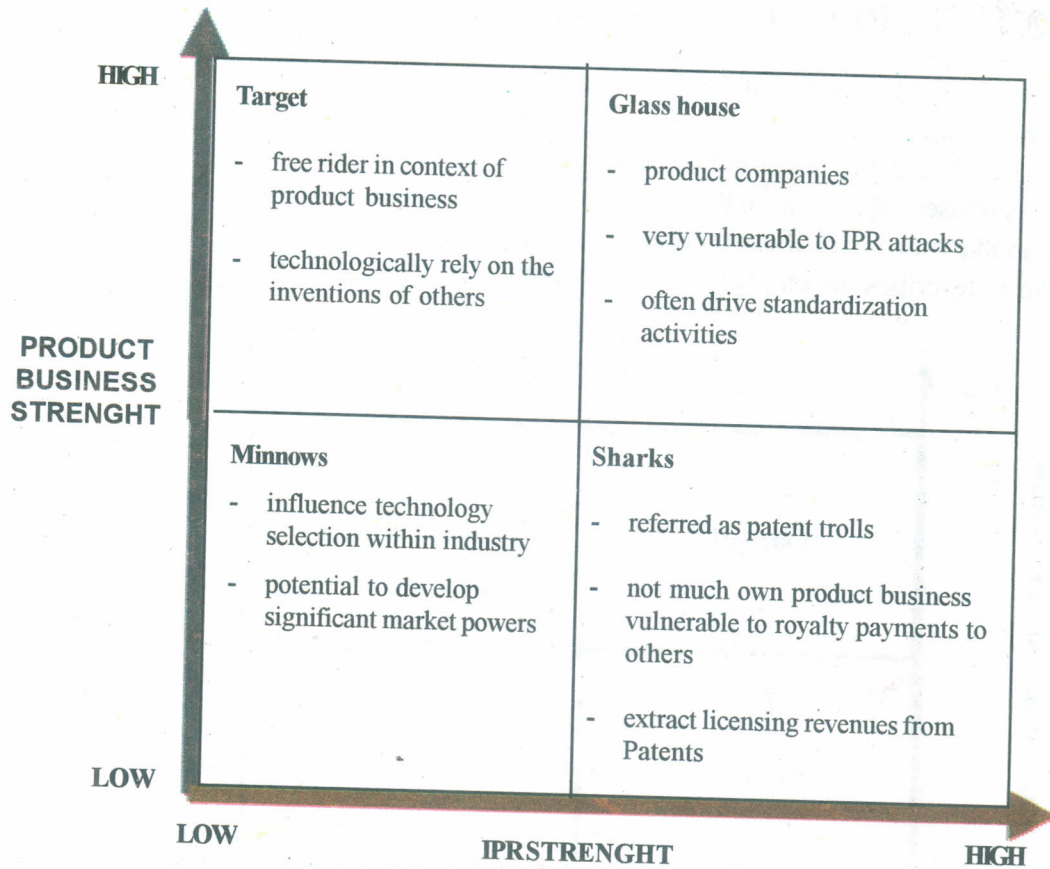 HIGH
Target
- free rider in context of
product business
- technologically rely on the
inventions of others
Glass house
- product companies
- very vulnerable to IPR attacks
- often drive standardization
activities
PRODUCT
BUSINESS
STRENGHT
Minnows
- influence technology
selection within industry
- potential to develop
significant market powers
Sharks
- referred as patent trolls
- not much own product business
vulnerable to royalty payments to
others
- extract licensing revenues from
Patents
LOW
LOW
IPRSTRENGHT
HIGH